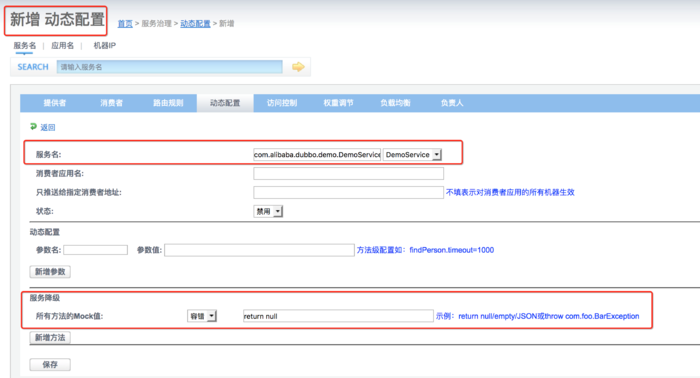 新增 动态配置 首页 > 服务治理 > 动态配置 > 新增
服务名 | 应用名 | 机器IP
SEARCH 请输入服务名
提供者 消费者 路由规则 动态配置 访问控制 权重调节 负载均衡 负责人
返回
服务名: com.alibaba.dubbo.demo.DemoService DemoService
消费者应用名:
只推送给指定消费者地址: 不填表示对消费者应用的所有机器生效
状态: 禁用
动态配置
参数名: 参数值: 方法级配置如: findPerson.timeout=1000
新增参数
服务降级
所有方法的Mock值: 容错 return null 示例: return null/empty/JSON或throw com.foo.BarException
新增方法
保存